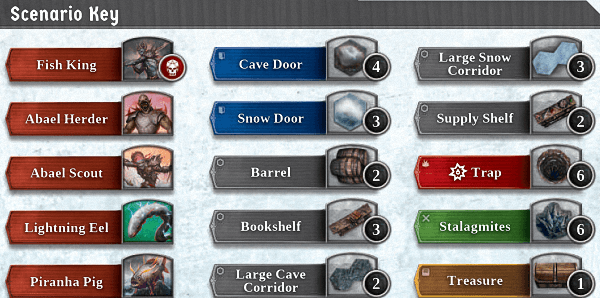 Scenario Key
Fish King
Abael Herder
Abael Scout
Lightning Eel
Piranha Pig
Cave Door 4
Snow Door 3
Barrel 2
Bookshelf 3
Large Cave
Corridor 2
Large Snow
Corridor 3
Supply Shelf 2
Trap 6
Stalagmites 6
Treasure 1